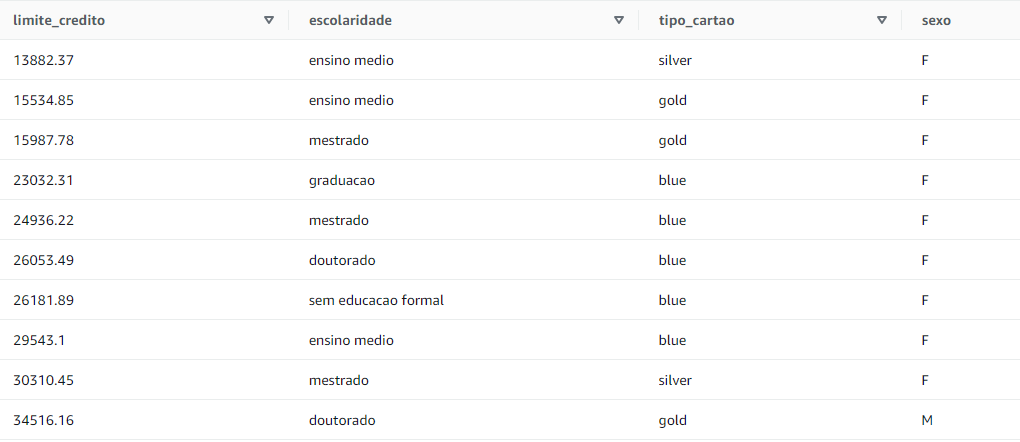 limite_credito escolaridade tipo_cartao sexo
13882.37 ensino medio silver F
15534.85 ensino medio gold F
15987.78 mestrado gold F
23032.31 graduacao blue F
24936.22 mestrado blue F
26053.49 doutorado blue F
26181.89 sem educacao formal blue F
29543.1 ensino medio blue F
30310.45 mestrado silver F
34516.16 doutorado gold M